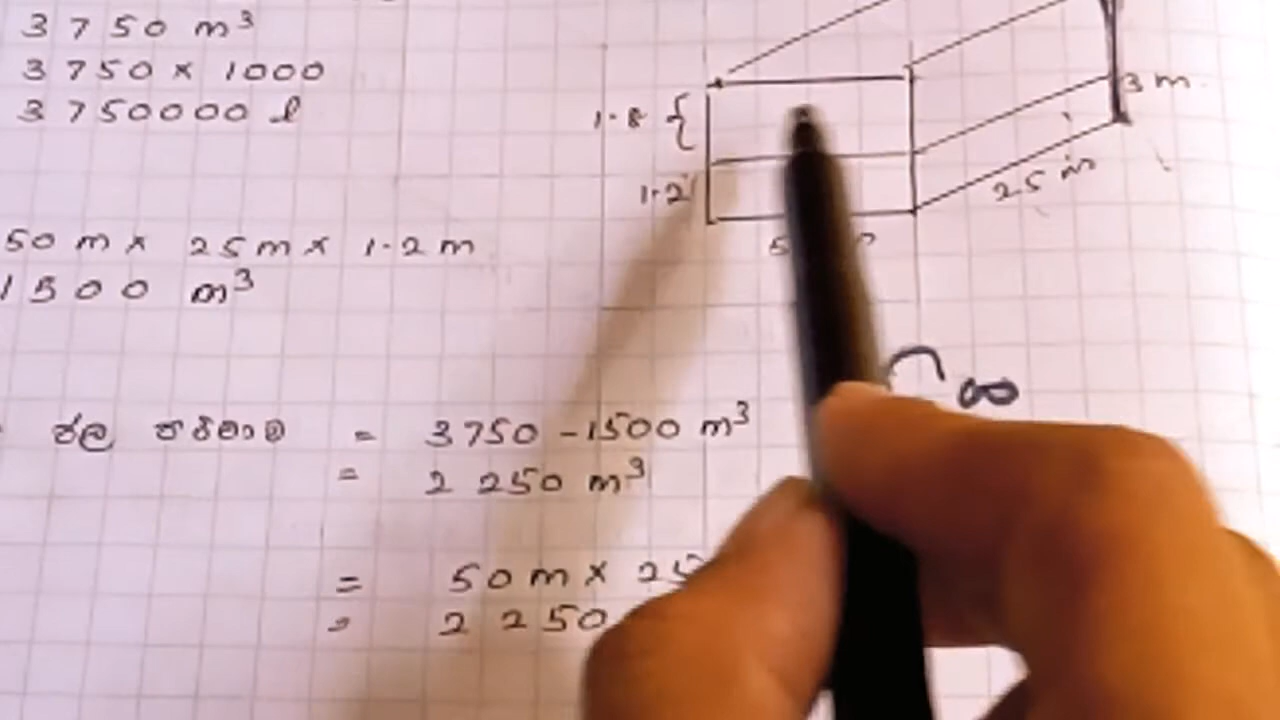 3750 m³
3750 × 1000
3750000 l
1.8 {
1.2
3 m
25 m
50 m × 25 m × 1.2 m
1500 m³
ජල පරිමාව = 3750 - 1500 m³
= 2250 m³
= 50 m ×
= 2250